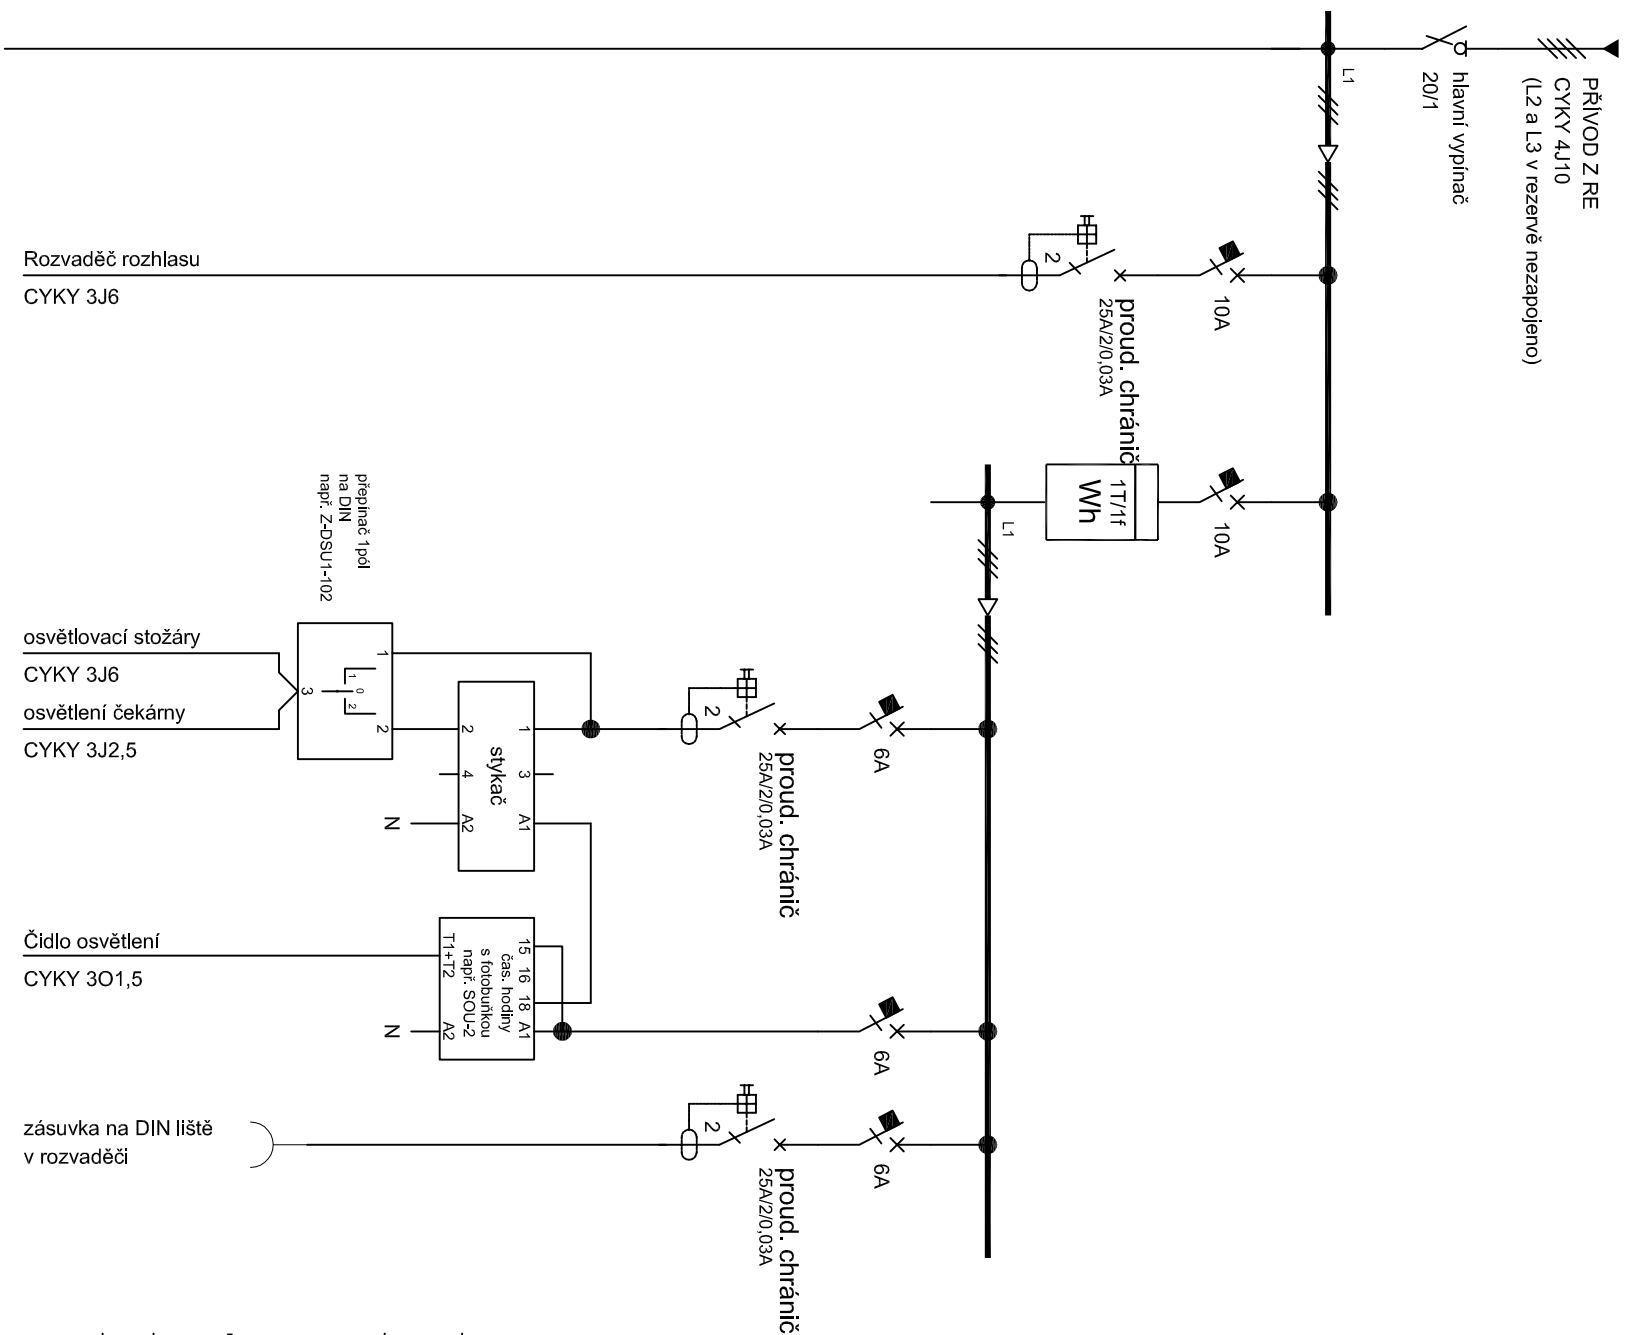 PŘÍVOD Z RE
CYKY 4J10
(L2 a L3 v rezervě nezapojeno)
hlavní vypínač
20/1
L1
Rozvaděč rozhlasu
CYKY 3J6
2
proud. chránič
25A/2/0,03A
10A
1T/1f
Wh
10A
L1
přepínač 1pól
na DIN
např. Z-DSU1-102
osvětlovací stožáry
CYKY 3J6
osvětlení čekárny
CYKY 3J2,5
1
1
0
2
3
2
2
1
stykač
4
3
A2
A1
N
2
proud. chránič
25A/2/0,03A
6A
Čidlo osvětlení
CYKY 3O1,5
15 16 18 A1
čas. hodiny
s fotobuňkou
např. SOU-2
T1+T2
A2
N
6A
zásuvka na DIN liště
v rozvaděči
2
proud. chránič
25A/2/0,03A
6A